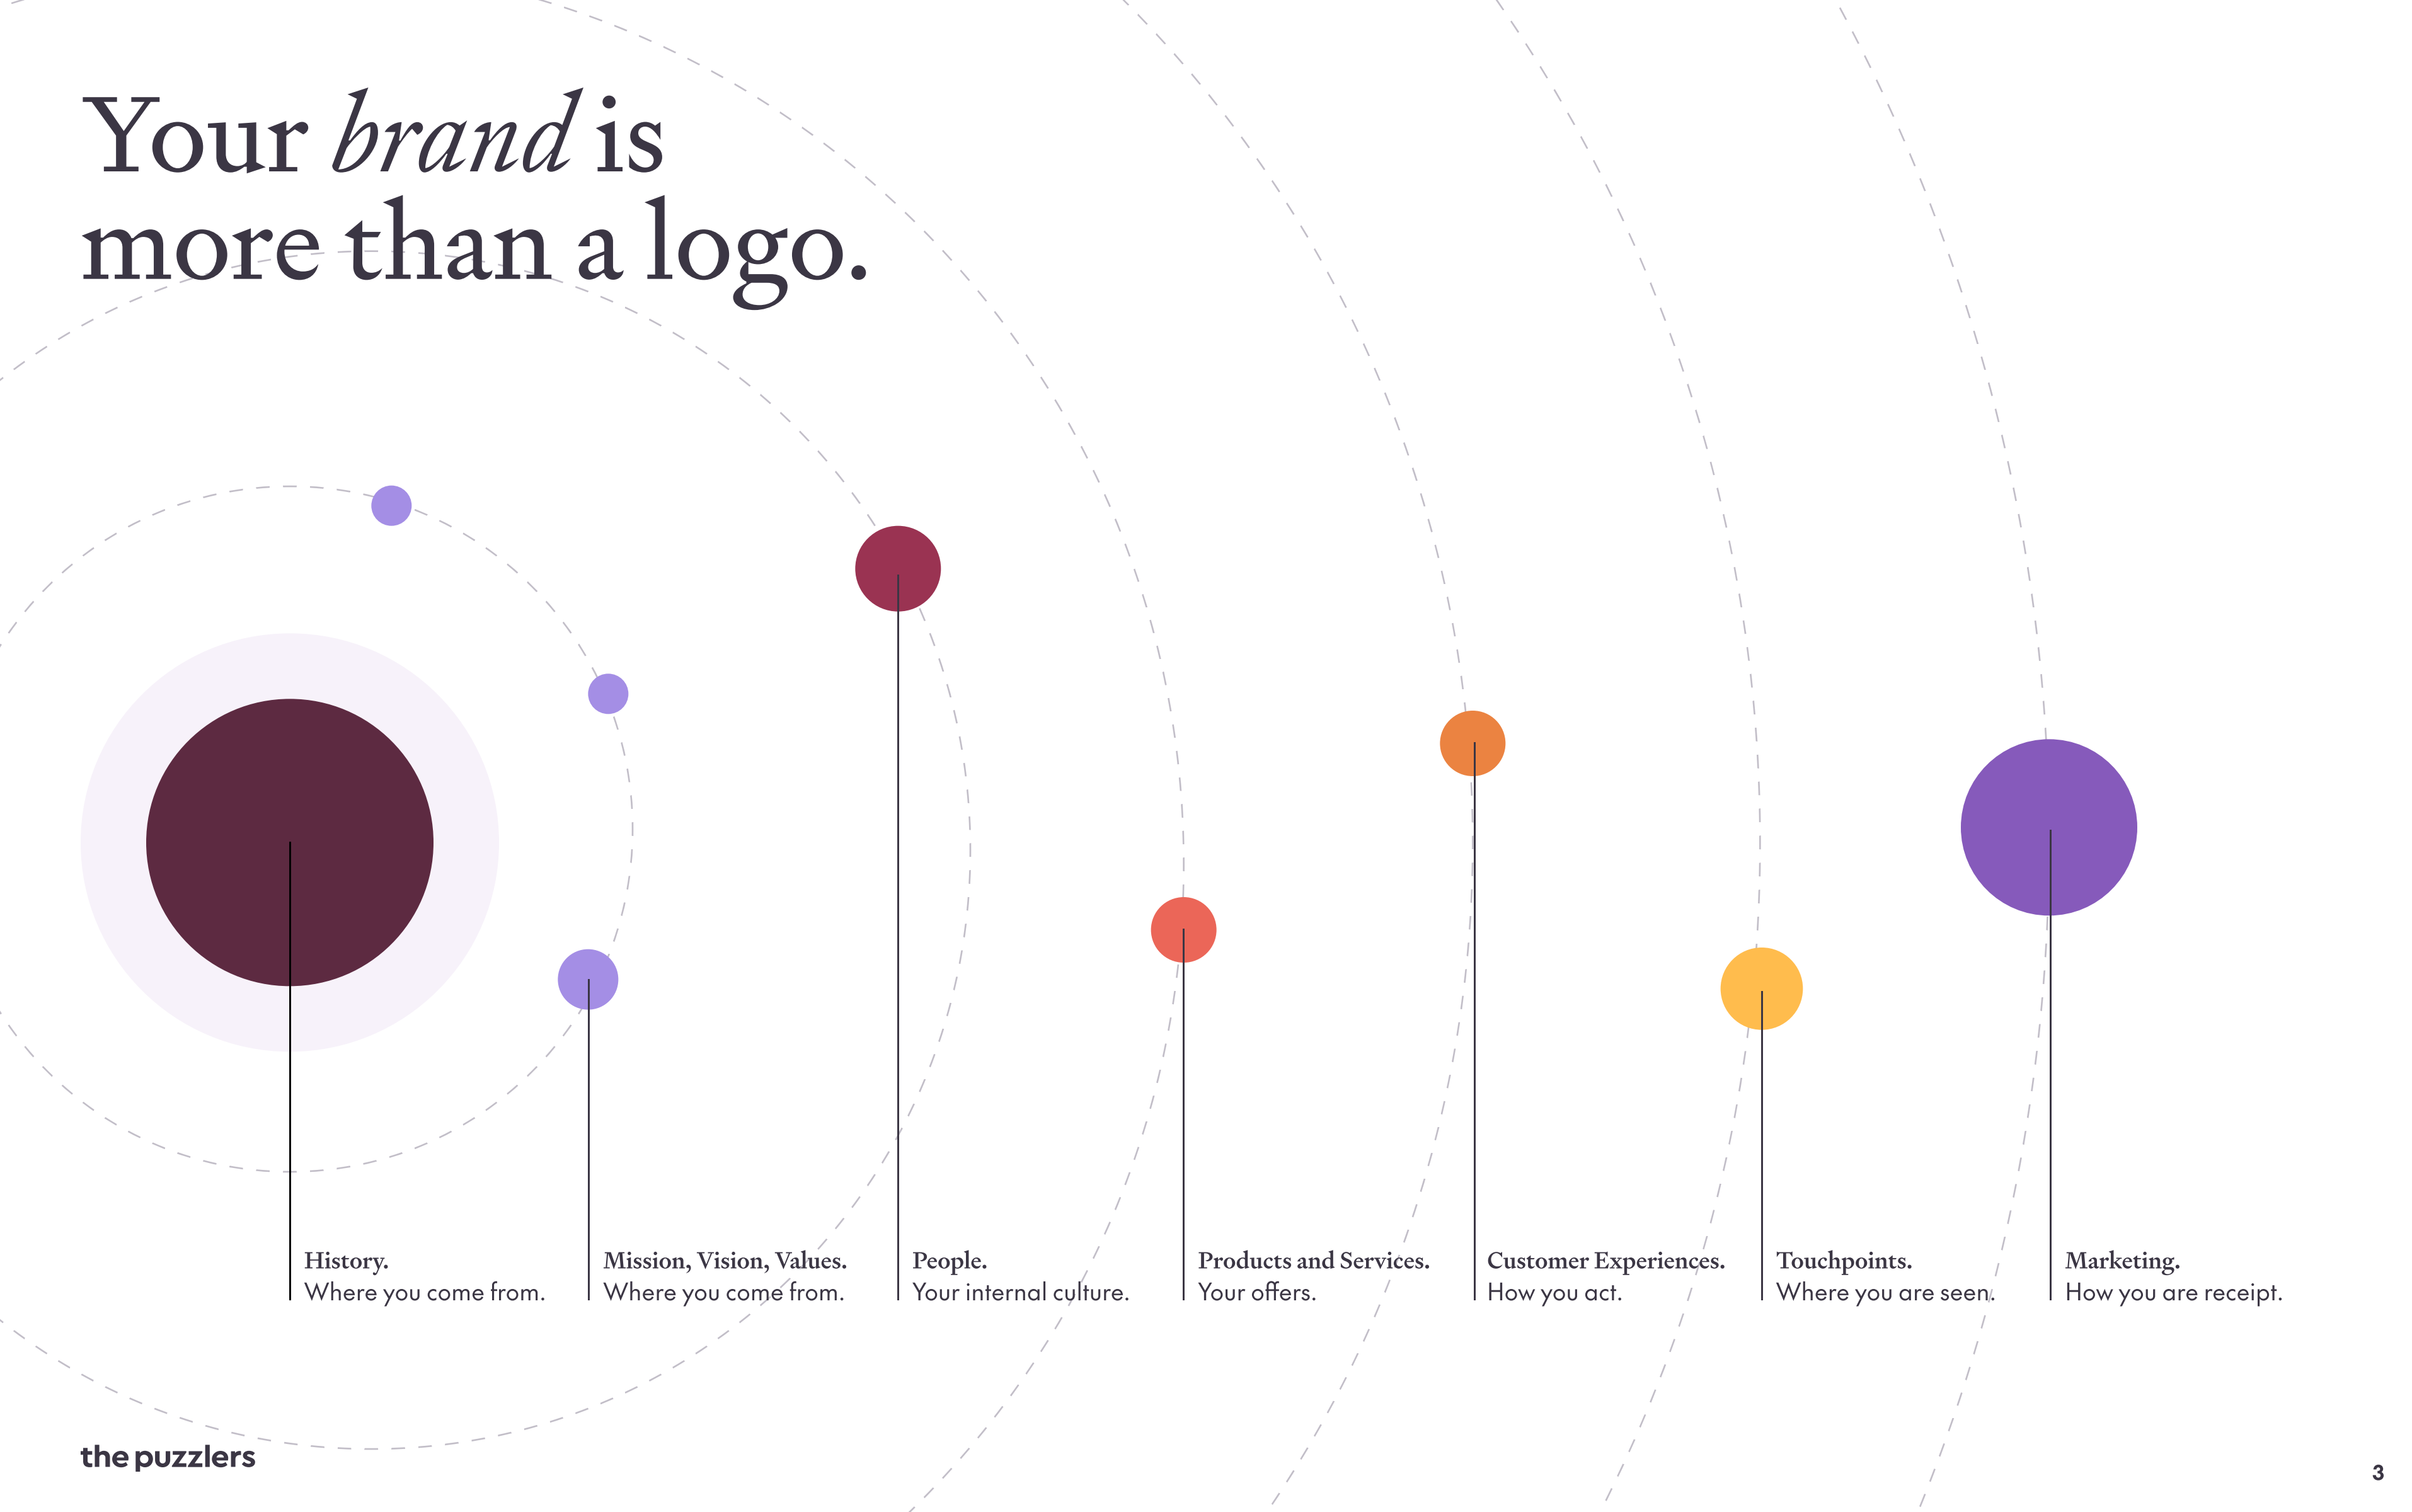 Your brand is
more than a logo.
History.
Where you come from.
Mission, Vision, Values.
Where you come from.
People.
Your internal culture.
Products and Services.
Your offers.
Customer Experiences.
How you act.
Touchpoints.
Where you are seen.
Marketing.
How you are receipt.
the puzzlers
3